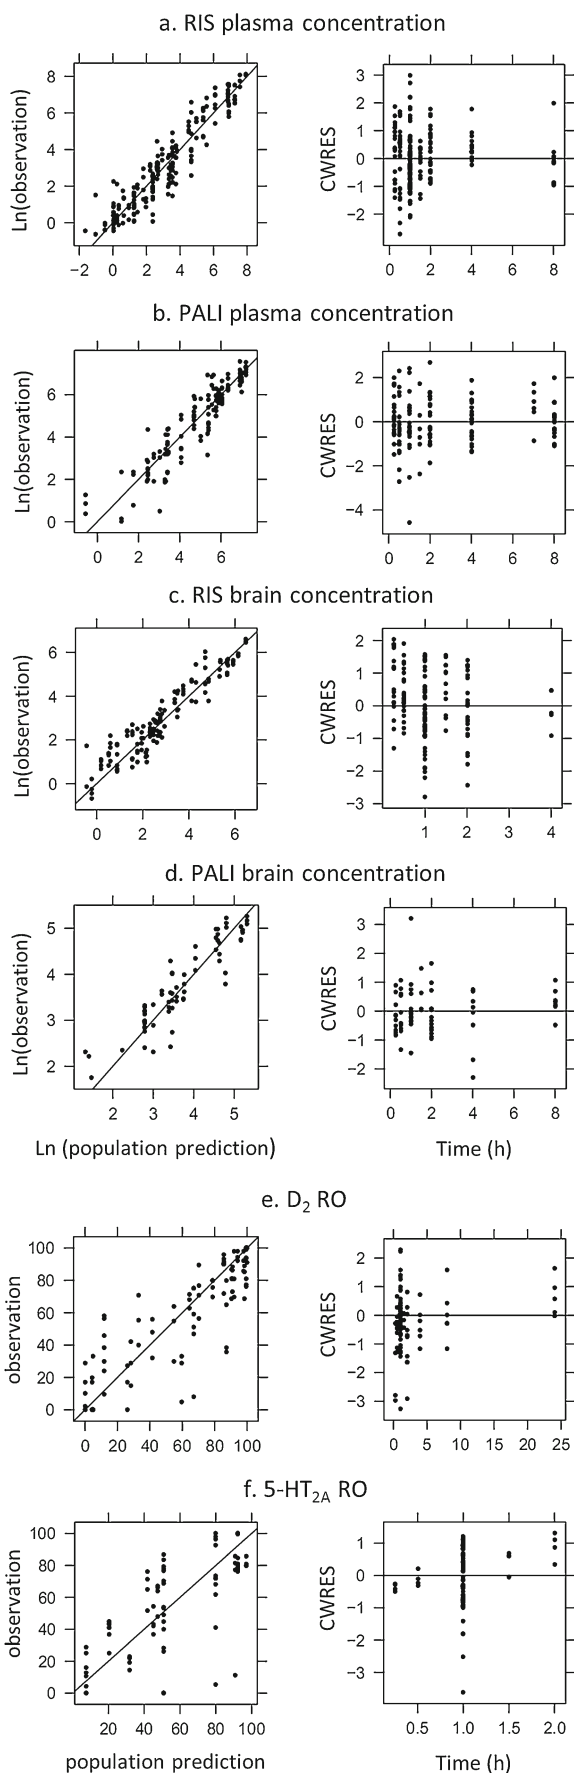 a. RIS plasma concentration
Ln(observation)
8
6
4
2
0
−2 0 2 4 6 8
CWRES
3
2
1
0
−1
−2
0 2 4 6 8
b. PALI plasma concentration
Ln(observation)
6
4
2
0
0 2 4 6
CWRES
2
0
−2
−4
0 2 4 6 8
c. RIS brain concentration
Ln(observation)
6
4
2
0
0 2 4 6
CWRES
2
1
0
−1
−2
−3
1 2 3 4
d. PALI brain concentration
Ln(observation)
5
4
3
2
2 3 4 5
Ln (population prediction)
CWRES
3
2
1
0
−1
−2
0 2 4 6 8
Time (h)
e. D2 RO
observation
100
80
60
40
20
0
0 20 40 60 80 100
CWRES
2
1
0
−1
−2
−3
0 5 10 15 20 25
f. 5-HT2A RO
observation
100
80
60
40
20
0
20 40 60 80 100
population prediction
CWRES
1
0
−1
−2
−3
0.5 1.0 1.5 2.0
Time (h)